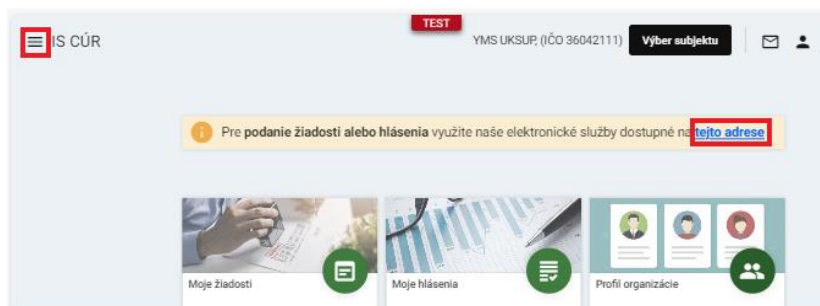 TEST
IS CÚR
YMS UKSUP, (IČO 36042111) Výber subjektu
Pre podanie žiadosti alebo hlásenia využite naše elektronické služby dostupné na tejto adrese
Moje žiadosti
Moje hlásenia
Profil organizácie